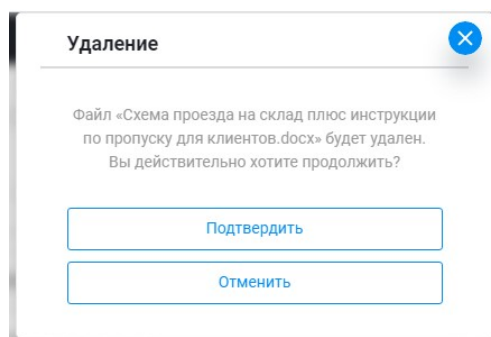 Удаление
Файл «Схема проезда на склад плюс инструкции
по пропуску для клиентов.docx» будет удален.
Вы действительно хотите продолжить?
Подтвердить
Отменить